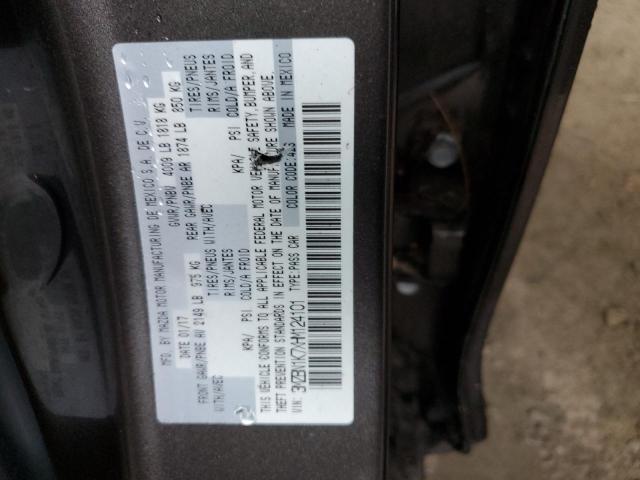 MFD. BY MAZDA MOTOR MANUFACTURING DE MEXICO S.A. DE C.V.
DATE 01/17 GVWR/PNBV 4009 LB 1818 KG
FRONT GAWR/PNBE AV 2149 LB 975 KG REAR GAWR/PNBE AR 1874 LB 850 KG
WITH/AVEC TIRES/PNEUS WITH/AVEC TIRES/PNEUS
RIMS/JANTES RIMS/JANTES
KPA/ PSI COLD/A FROID KPA/ PSI COLD/A FROID
THIS VEHICLE CONFORMS TO ALL APPLICABLE FEDERAL MOTOR VEHICLE SAFETY, BUMPER, AND
THEFT PREVENTION STANDARDS IN EFFECT ON THE DATE OF MANUFACTURE SHOWN ABOVE.
VIN: 3MZBN1K7XHM124101 TYPE:PASS CAR COLOR CODE:ALS MADE IN MEXICO